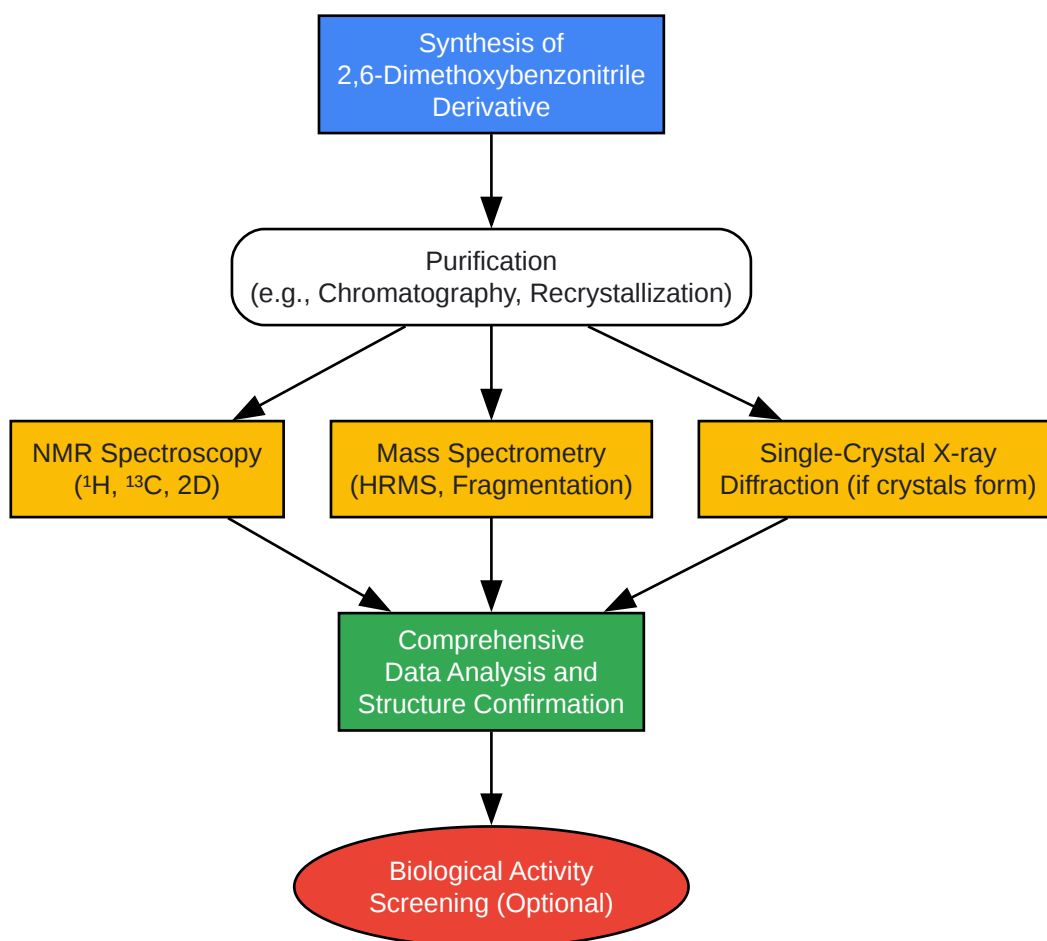 Synthesis of
2,6-Dimethoxybenzonitrile
Derivative
Purification
(e.g., Chromatography, Recrystallization)
NMR Spectroscopy
(¹H, ¹³C, 2D)
Mass Spectrometry
(HRMS, Fragmentation)
Single-Crystal X-ray
Diffraction (if crystals form)
Comprehensive
Data Analysis and
Structure Confirmation
Biological Activity
Screening (Optional)